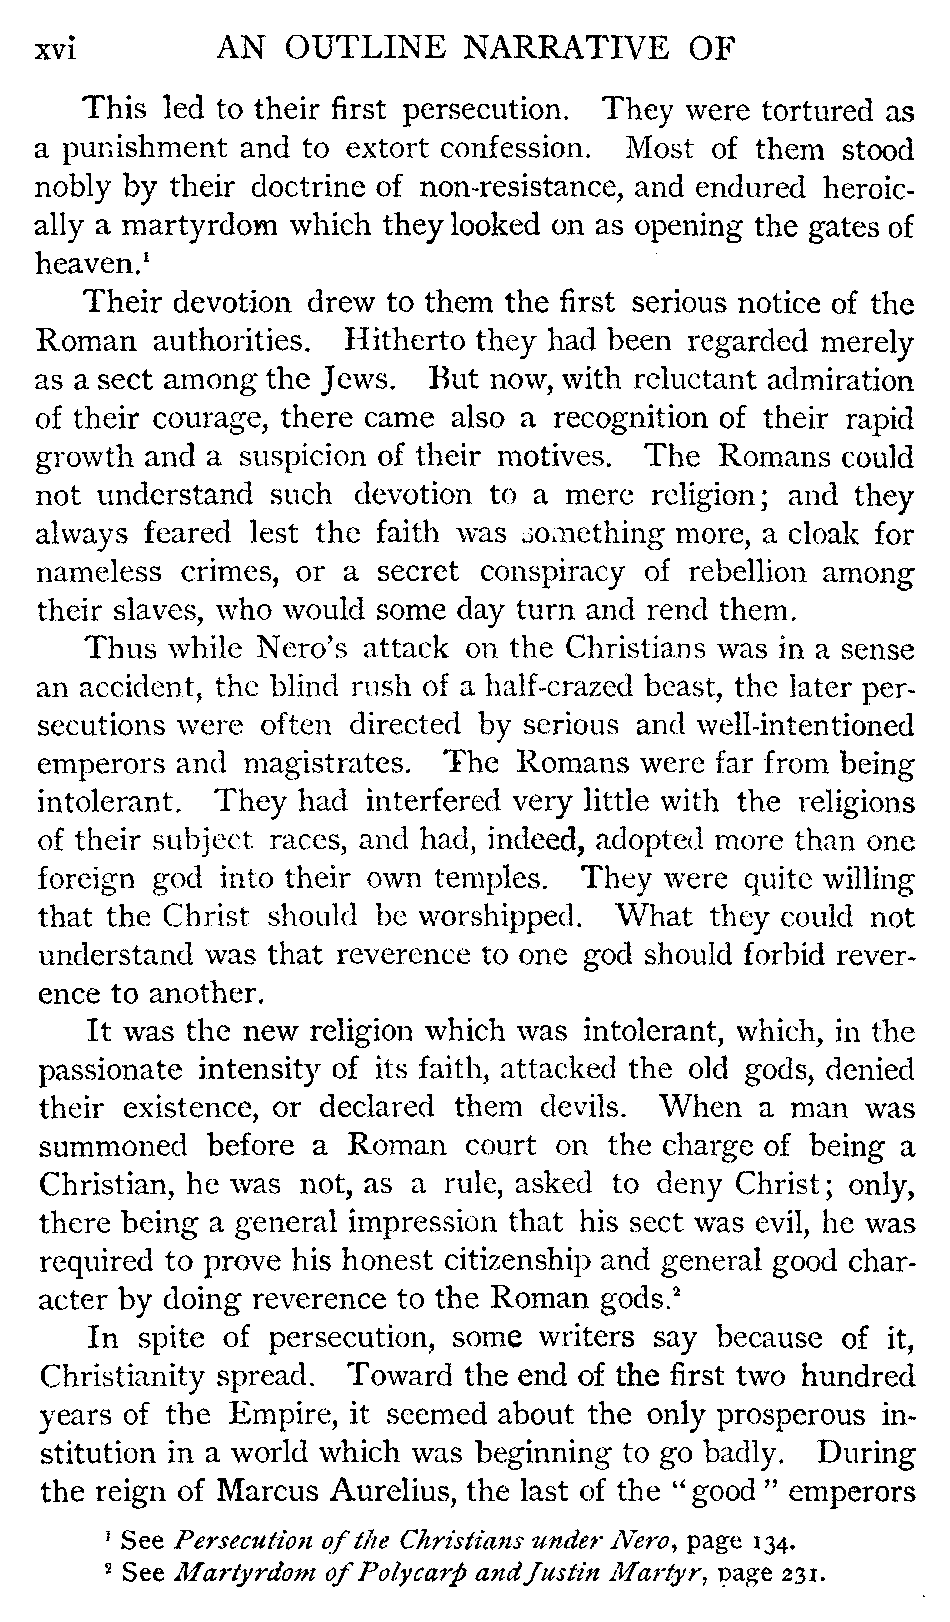 xvi AN OUTLINE NARRATIVE OF
This led to their first persecution. They were tortured as
a punishment and to extort confession. Most of them stood
nobly by their doctrine of non-resistance, and endured heroic-
ally a martyrdom which they looked on as opening the gates of
heaven.¹
Their devotion drew to them the first serious notice of the
Roman authorities. Hitherto they had been regarded merely
as a sect among the Jews. But now, with reluctant admiration
of their courage, there came also a recognition of their rapid
growth and a suspicion of their motives. The Romans could
not understand such devotion to a mere religion; and they
always feared lest the faith was something more, a cloak for
nameless crimes, or a secret conspiracy of rebellion among
their slaves, who would some day turn and rend them.
Thus while Nero's attack on the Christians was in a sense
an accident, the blind rush of a half-crazed beast, the later per-
secutions were often directed by serious and well-intentioned
emperors and magistrates. The Romans were far from being
intolerant. They had interfered very little with the religions
of their subject races, and had, indeed, adopted more than one
foreign god into their own temples. They were quite willing
that the Christ should be worshipped. What they could not
understand was that reverence to one god should forbid rever-
ence to another.
It was the new religion which was intolerant, which, in the
passionate intensity of its faith, attacked the old gods, denied
their existence, or declared them devils. When a man was
summoned before a Roman court on the charge of being a
Christian, he was not, as a rule, asked to deny Christ; only,
there being a general impression that his sect was evil, he was
required to prove his honest citizenship and general good char-
acter by doing reverence to the Roman gods.²
In spite of persecution, some writers say because of it,
Christianity spread. Toward the end of the first two hundred
years of the Empire, it seemed about the only prosperous in-
stitution in a world which was beginning to go badly. During
the reign of Marcus Aurelius, the last of the "good" emperors
¹ See Persecution of the Christians under Nero, page 134.
² See Martyrdom of Polycarp and Justin Martyr, page 231.